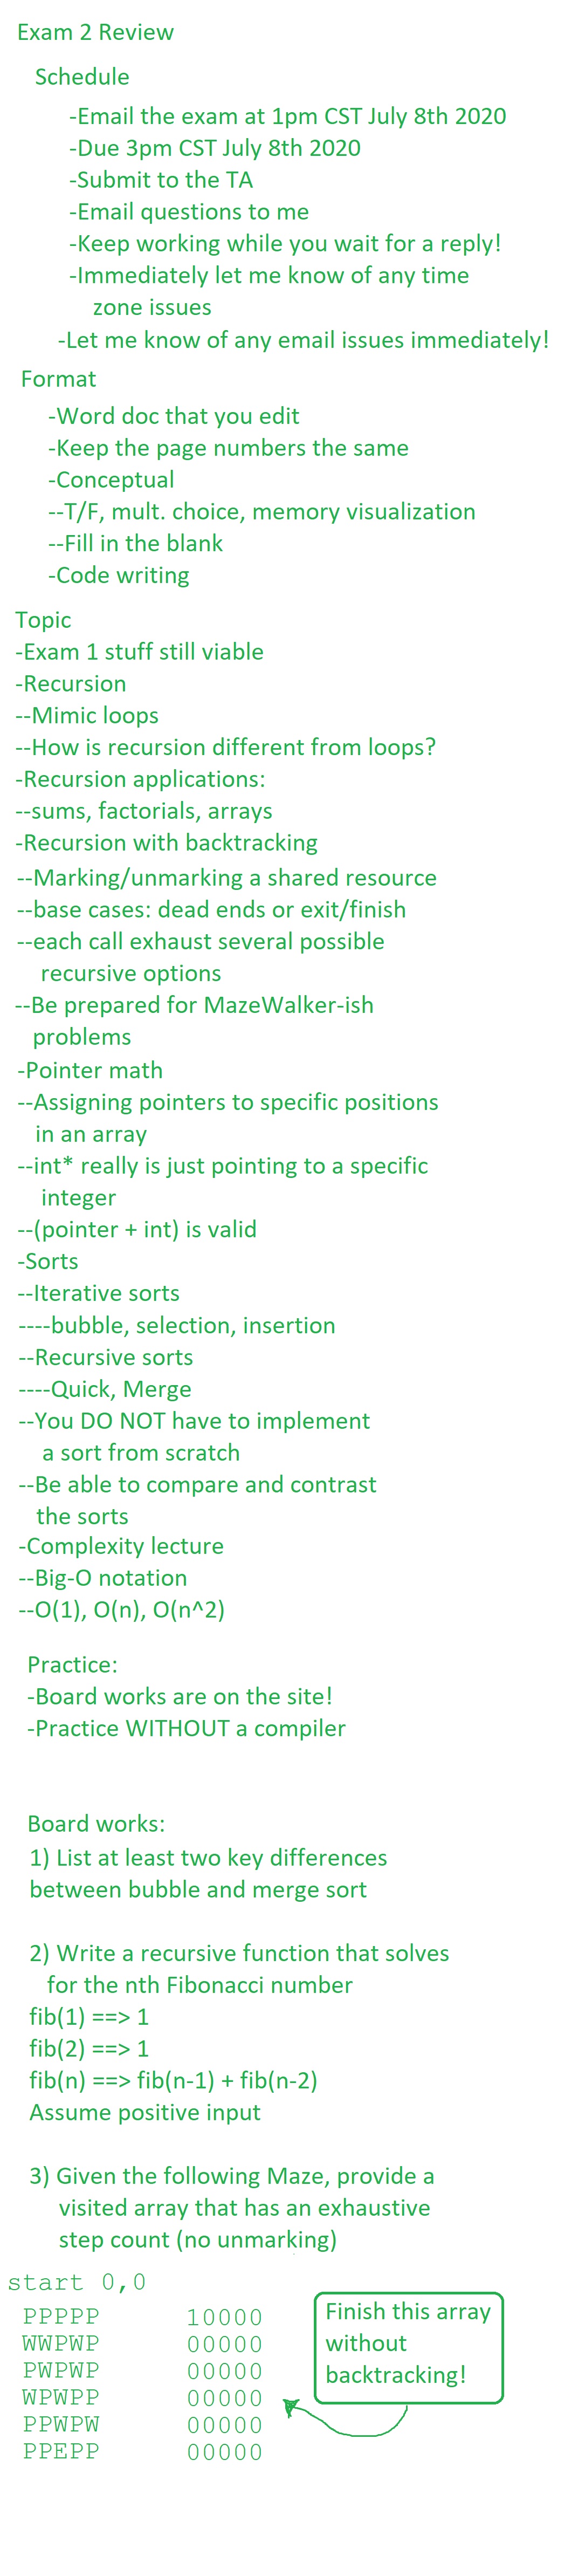 Exam 2 Review
Schedule
-Email the exam at 1pm CST July 8th 2020
-Due 3pm CST July 8th 2020
-Submit to the TA
-Email questions to me
-Keep working while you wait for a reply!
-Immediately let me know of any time
zone issues
-Let me know of any email issues immediately!
Format
-Word doc that you edit
-Keep the page numbers the same
-Conceptual
--T/F, mult. choice, memory visualization
--Fill in the blank
-Code writing
Topic
-Exam 1 stuff still viable
-Recursion
--Mimic loops
--How is recursion different from loops?
-Recursion applications:
--sums, factorials, arrays
-Recursion with backtracking
--Marking/unmarking a shared resource
--base cases: dead ends or exit/finish
--each call exhaust several possible
recursive options
--Be prepared for MazeWalker-ish
problems
-Pointer math
--Assigning pointers to specific positions
in an array
--int* really is just pointing to a specific
integer
--(pointer + int) is valid
-Sorts
--Iterative sorts
----bubble, selection, insertion
--Recursive sorts
----Quick, Merge
--You DO NOT have to implement
a sort from scratch
--Be able to compare and contrast
the sorts
-Complexity lecture
--Big-O notation
--O(1), O(n), O(n^2)
Practice:
-Board works are on the site!
-Practice WITHOUT a compiler
Board works:
1) List at least two key differences
between bubble and merge sort
2) Write a recursive function that solves
for the nth Fibonacci number
fib(1) ==> 1
fib(2) ==> 1
fib(n) ==> fib(n-1) + fib(n-2)
Assume positive input
3) Given the following Maze, provide a
visited array that has an exhaustive
step count (no unmarking)
start 0,0
PPPPP 10000
WWPWP 00000
PWPWP 00000
WPWPP 00000
PPWPW 00000
PPEPP 00000
Finish this array
without
backtracking!